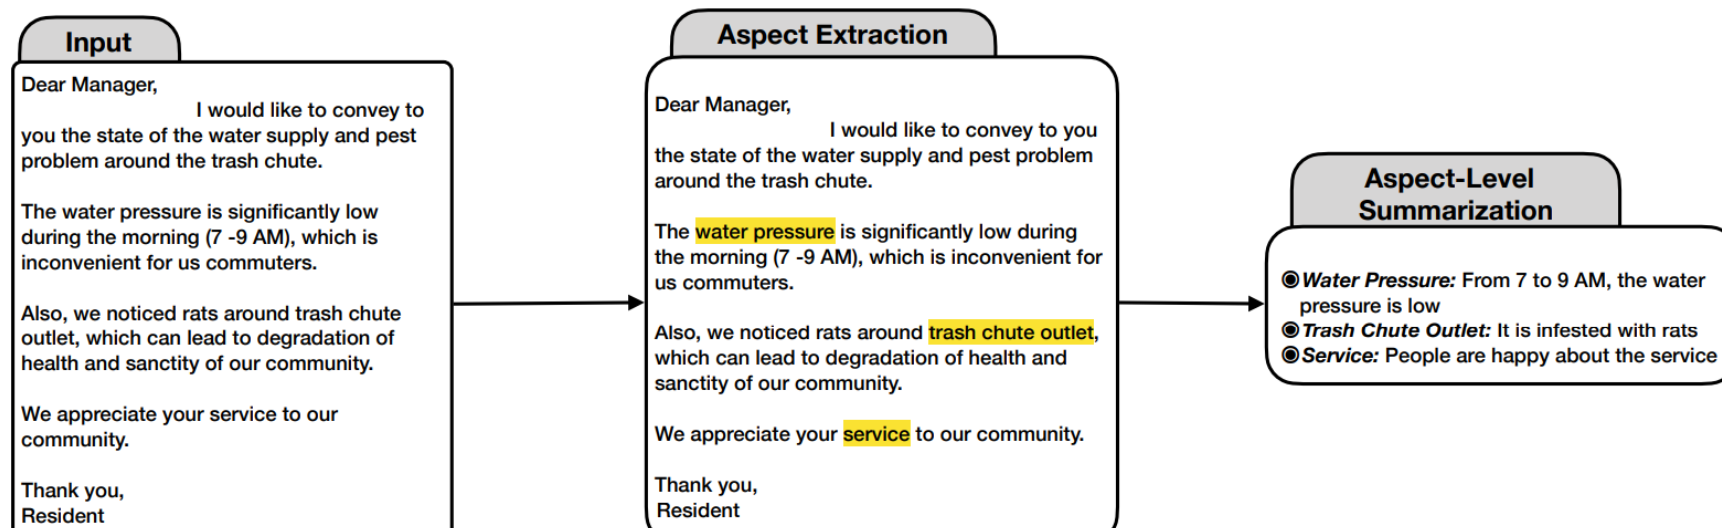 Input
Dear Manager,
I would like to convey to
you the state of the water supply and pest
problem around the trash chute.
The water pressure is significantly low
during the morning (7 -9 AM), which is
inconvenient for us commuters.
Also, we noticed rats around trash chute
outlet, which can lead to degradation of
health and sanctity of our community.
We appreciate your service to our
community.
Thank you,
Resident
Aspect Extraction
Dear Manager,
I would like to convey to you
the state of the water supply and pest problem
around the trash chute.
The water pressure is significantly low during
the morning (7 -9 AM), which is inconvenient for
us commuters.
Also, we noticed rats around trash chute outlet,
which can lead to degradation of health and
sanctity of our community.
We appreciate your service to our community.
Thank you,
Resident
Aspect-Level
Summarization
◉ Water Pressure: From 7 to 9 AM, the water
pressure is low
◉ Trash Chute Outlet: It is infested with rats
◉ Service: People are happy about the service